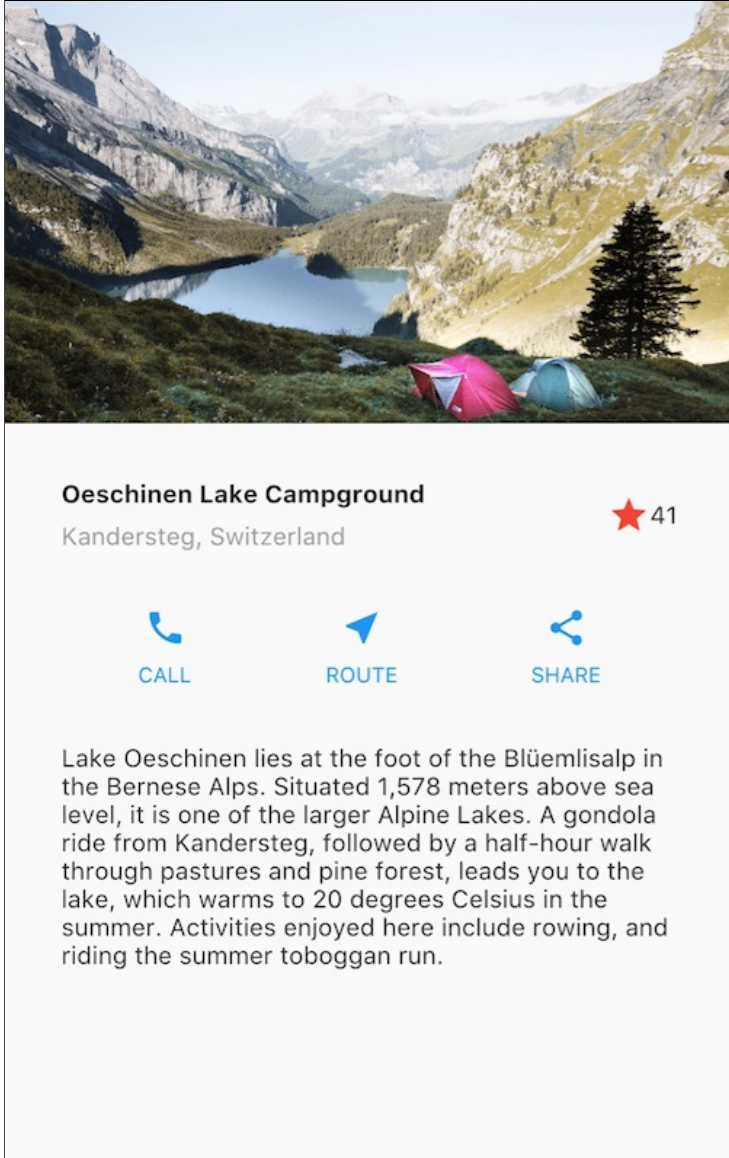 Oeschinen Lake Campground
41
Kandersteg, Switzerland
CALL
ROUTE
SHARE
Lake Oeschinen lies at the foot of the Blüemlisalp in
the Bernese Alps. Situated 1,578 meters above sea
level, it is one of the larger Alpine Lakes. A gondola
ride from Kandersteg, followed by a half-hour walk
through pastures and pine forest, leads you to the
lake, which warms to 20 degrees Celsius in the
summer. Activities enjoyed here include rowing, and
riding the summer toboggan run.